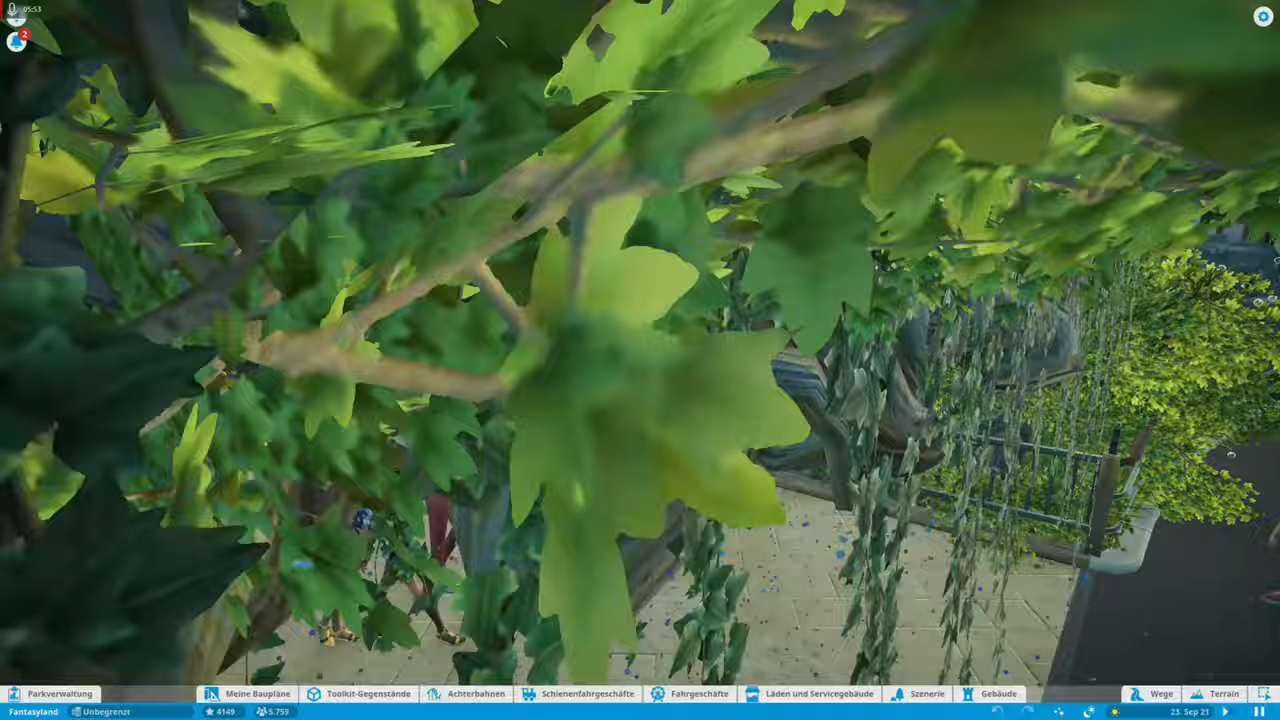 05:53
2
Parkverwaltung
Meine Baupläne
Toolkit-Gegenstände
Achterbahnen
Schienenfahrgeschäfte
Fahrgeschäfte
Läden und Servicegebäude
Szenerie
Gebäude
Wege
Terrain
Fantasyland
Unbegrenzt
4149
5.759
23. Sep 21